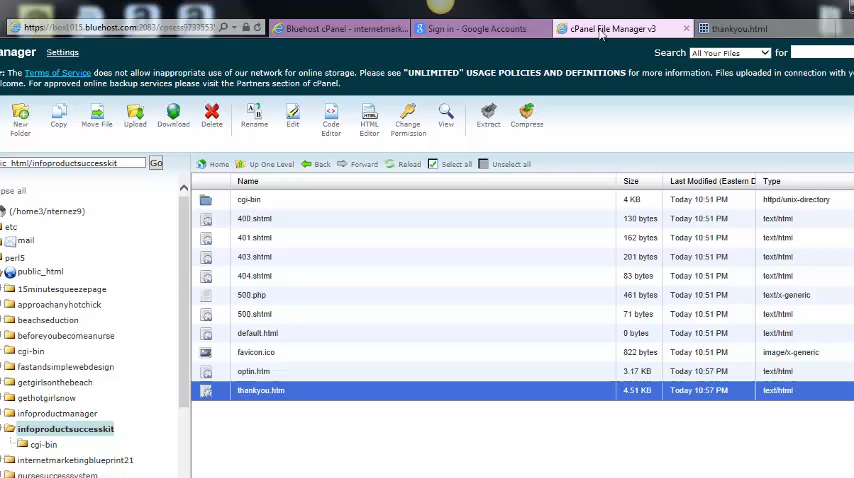 https://box1015.bluehost.com:2083/cpsess9733553
Bluehost cPanel - internetmark...
Sign in - Google Accounts
cPanel File Manager v3
thankyou.html
anager Settings
Search All Your Files for
re: The Terms of Service does not allow inappropriate use of our network for online storage. Please see "UNLIMITED" USAGE POLICIES AND DEFINITIONS for more information. Files uploaded in connection with yo
lcome. For approved online backup services please visit the Partners section of cPanel.
New Folder
Copy
Move File
Upload
Download
Delete
Rename
Edit
Code Editor
HTML Editor
Change Permission
View
Extract
Compress
ic_html/infoproductsuccesskit Go
Home Up One Level Back Forward Reload Select all Unselect all
pse all
(/home3/nternez9)
etc
mail
perl5
public_html
15minutesqueezepage
approachanyhotchick
beachseduction
beforeyoubecomeanurse
cgi-bin
fastandsimplewebdesign
getgirlsonthebeach
gethotgirlsnow
infoproductmanager
infoproductsuccesskit
cgi-bin
internetmarketingblueprint21
nursesuccesssystem
Name Size Last Modified (Eastern D Type
cgi-bin 4 KB Today 10:51 PM httpd/unix-directory
400.shtml 130 bytes Today 10:51 PM text/html
401.shtml 162 bytes Today 10:51 PM text/html
403.shtml 201 bytes Today 10:51 PM text/html
404.shtml 83 bytes Today 10:51 PM text/html
500.php 461 bytes Today 10:51 PM text/x-generic
500.shtml 71 bytes Today 10:51 PM text/html
default.html 0 bytes Today 10:51 PM text/html
favicon.ico 822 bytes Today 10:51 PM image/x-generic
optin.htm 3.17 KB Today 10:57 PM text/html
thankyou.htm 4.51 KB Today 10:57 PM text/html